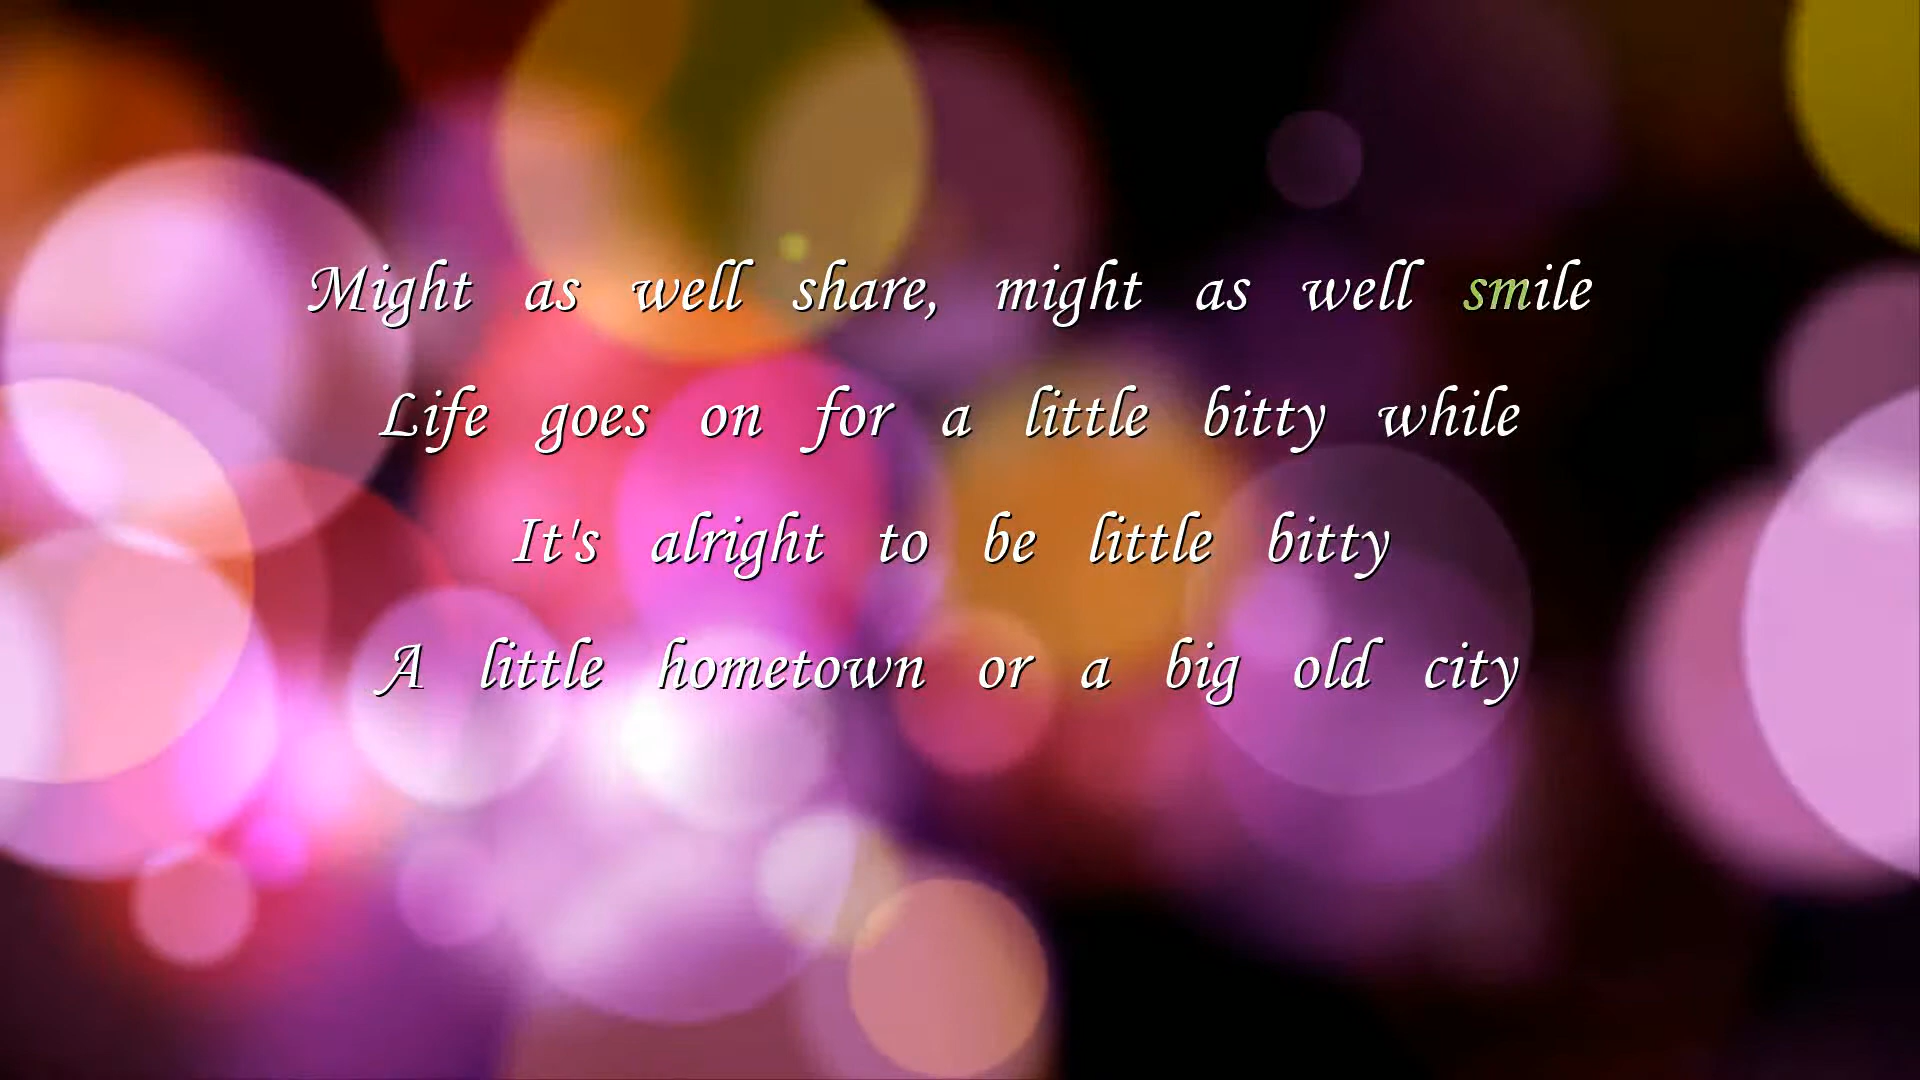 Might as well share, might as well smile
Life goes on for a little bitty while
It's alright to be little bitty
A little hometown or a big old city